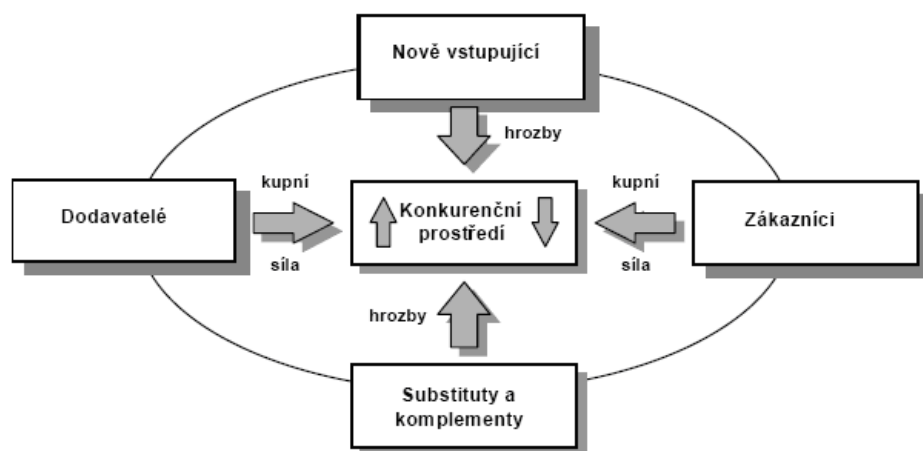 Nově vstupující
hrozby
Dodavatelé
kupní
síla
Konkurenční
prostředí
kupní
síla
Zákazníci
hrozby
Substituty a
komplementy